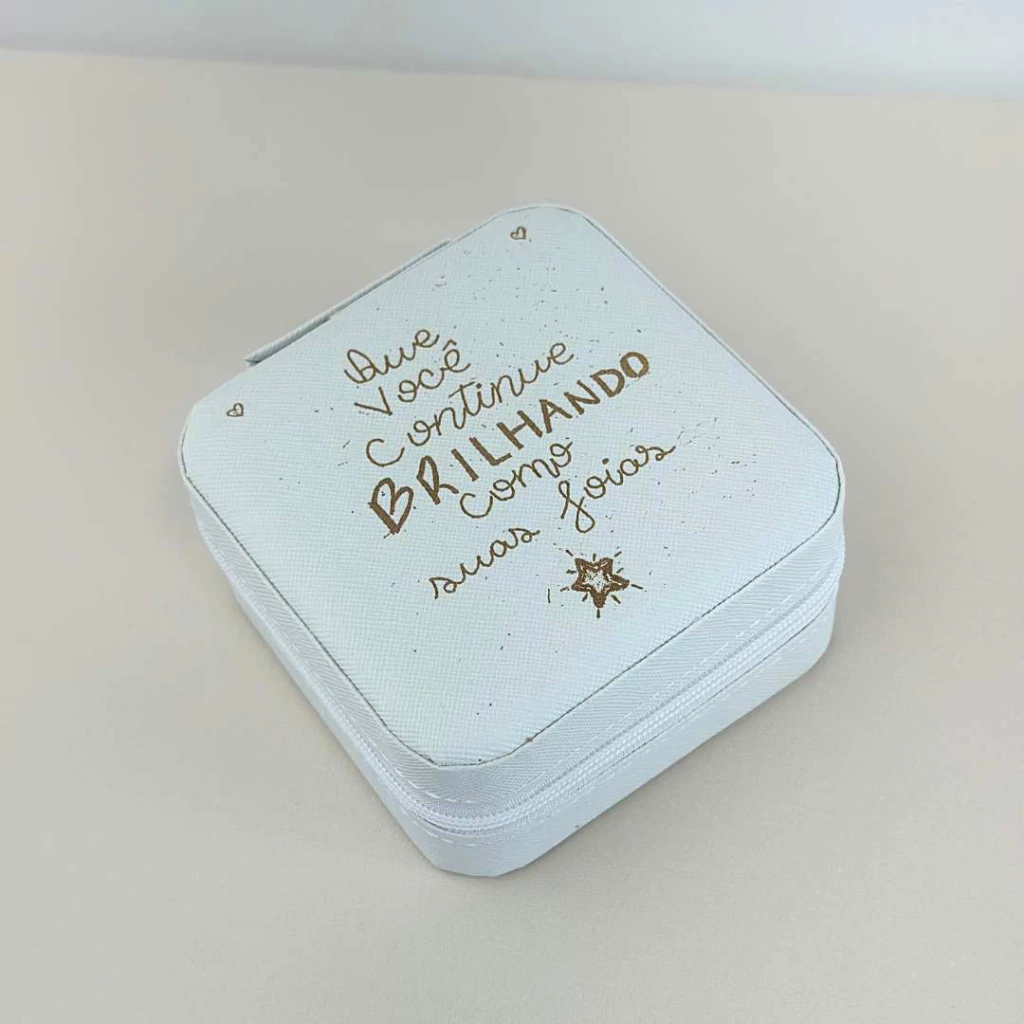 Que
Você
continue
BRILHANDO
como
suas joias